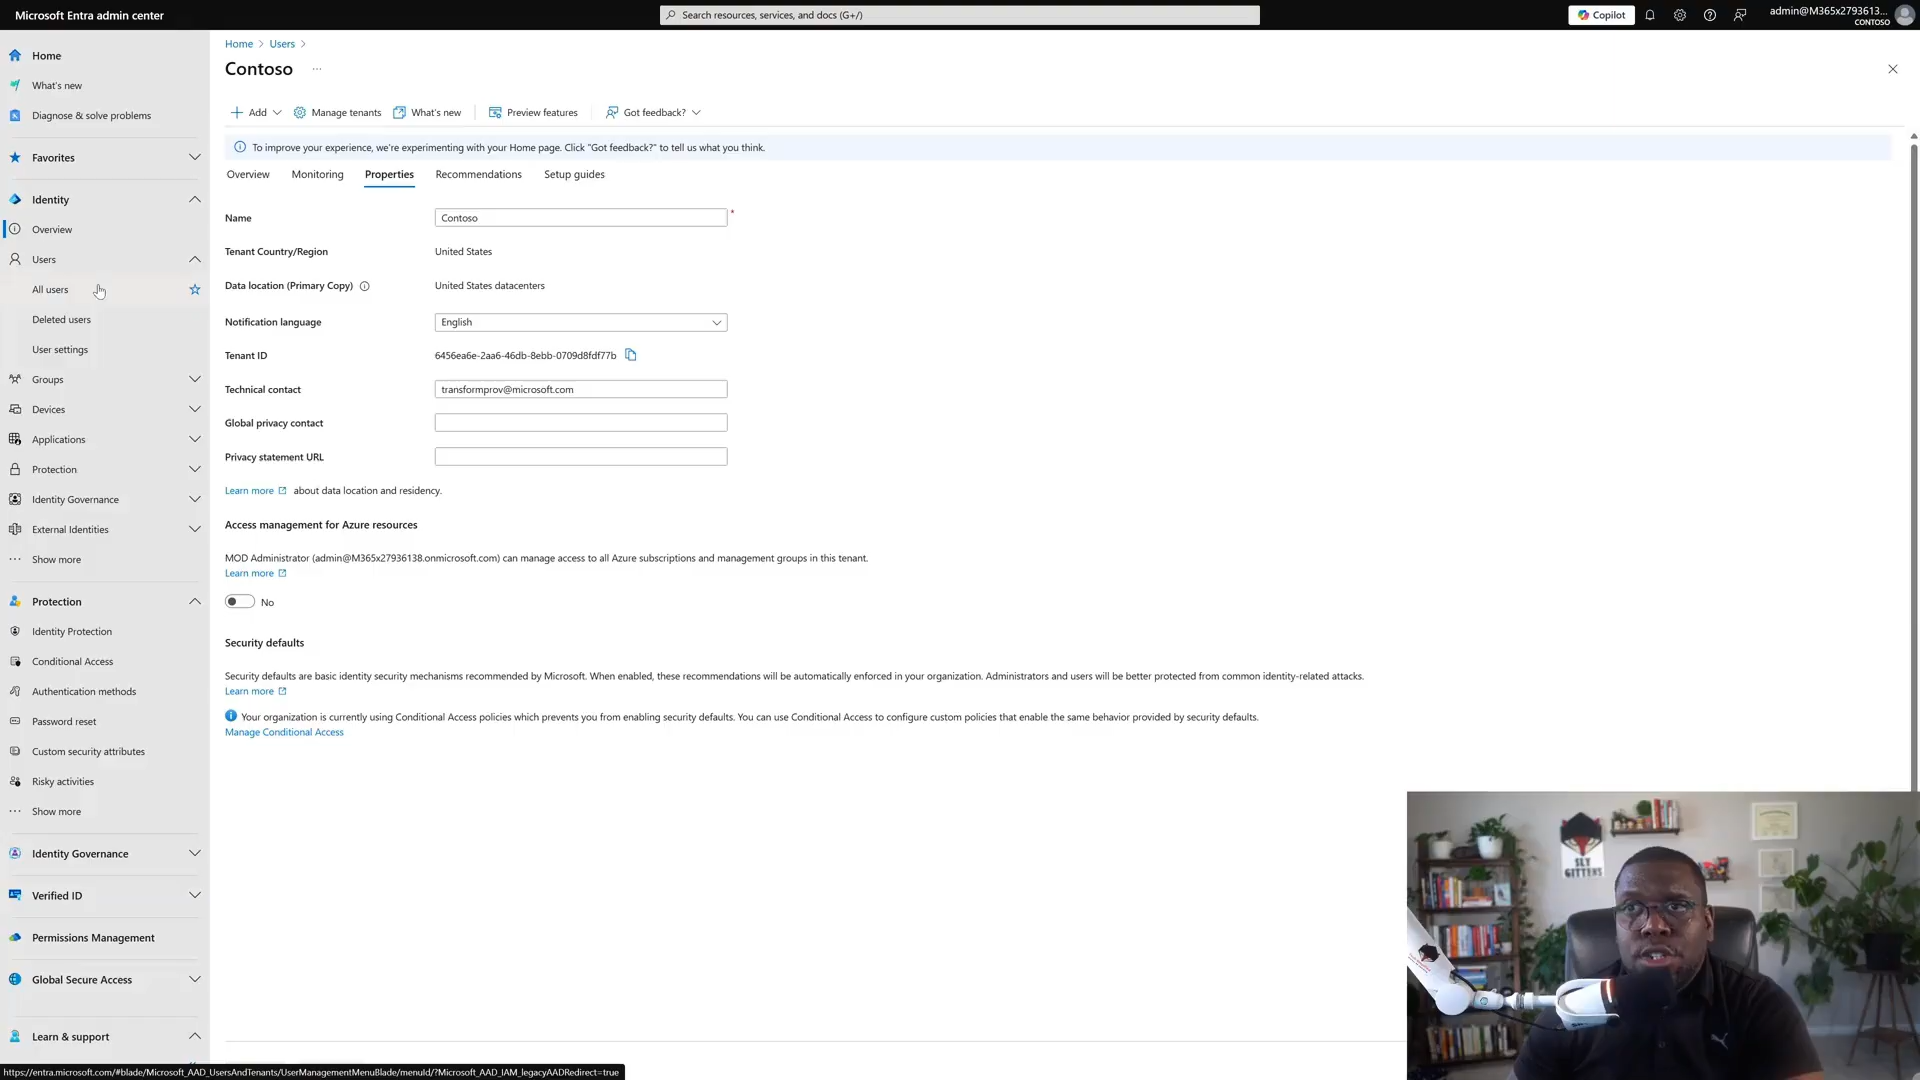 Microsoft Entra admin center
Search resources, services, and docs (G+/)
Copilot
admin@M365x2793613...
CONTOSO
Home
What's new
Diagnose & solve problems
Favorites
Identity
Overview
Users
All users
Deleted users
User settings
Groups
Devices
Applications
Protection
Identity Governance
External Identities
Show more
Protection
Identity Protection
Conditional Access
Authentication methods
Password reset
Custom security attributes
Risky activities
Show more
Identity Governance
Verified ID
Permissions Management
Global Secure Access
Learn & support
Home > Users >
Contoso ...
Add Manage tenants What's new Preview features Got feedback?
To improve your experience, we're experimenting with your Home page. Click "Got feedback?" to tell us what you think.
Overview Monitoring Properties Recommendations Setup guides
Name Contoso *
Tenant Country/Region United States
Data location (Primary Copy) United States datacenters
Notification language English
Tenant ID 6456ea6e-2aa6-46db-8ebb-0709d8fdf77b
Technical contact transformprov@microsoft.com
Global privacy contact
Privacy statement URL
Learn more about data location and residency.
Access management for Azure resources
MOD Administrator (admin@M365x27936138.onmicrosoft.com) can manage access to all Azure subscriptions and management groups in this tenant.
Learn more
No
Security defaults
Security defaults are basic identity security mechanisms recommended by Microsoft. When enabled, these recommendations will be automatically enforced in your organization. Administrators and users will be better protected from common identity-related attacks.
Learn more
Your organization is currently using Conditional Access policies which prevents you from enabling security defaults. You can use Conditional Access to configure custom policies that enable the same behavior provided by security defaults.
Manage Conditional Access
SLY
GITTENS
https://entra.microsoft.com/#blade/Microsoft_AAD_UsersAndTenants/UserManagementMenuBlade/menuId/?Microsoft_AAD_IAM_legacyAADRedirect=true